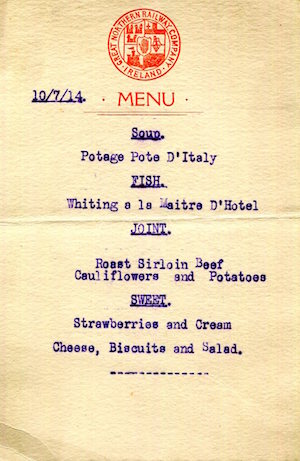 GREAT NORTHERN RAILWAY COMPANY
· IRELAND ·
10/7/14.
· MENU ·
Soup.
Potage Pote D'Italy
FISH.
Whiting a la Maitre D'Hotel
JOINT.
Roast Sirloin Beef
Cauliflowers and Potatoes
SWEET.
Strawberries and Cream
Cheese, Biscuits and Salad.
--------------